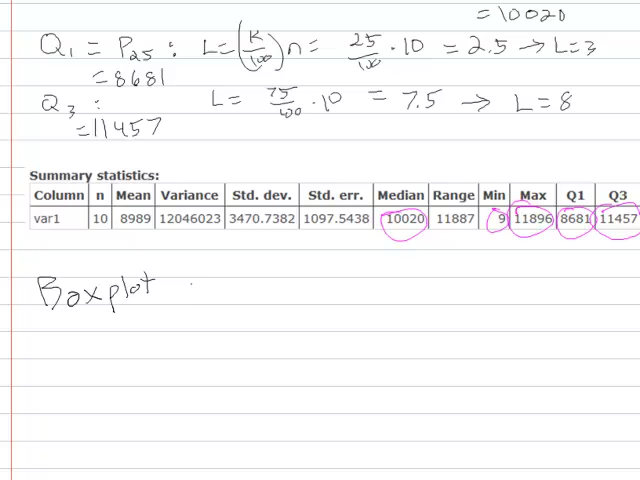 = 10020
Q1 = P25 : L = (K/100) n = 25/100 · 10 = 2.5 → L = 3
= 8681
Q3 : L = 75/100 · 10 = 7.5 → L = 8
= 11457
Summary statistics:
Column n Mean Variance Std. dev. Std. err. Median Range Min Max Q1 Q3
var1 10 8989 12046023 3470.7382 1097.5438 10020 11887 9 11896 8681 11457
Boxplot